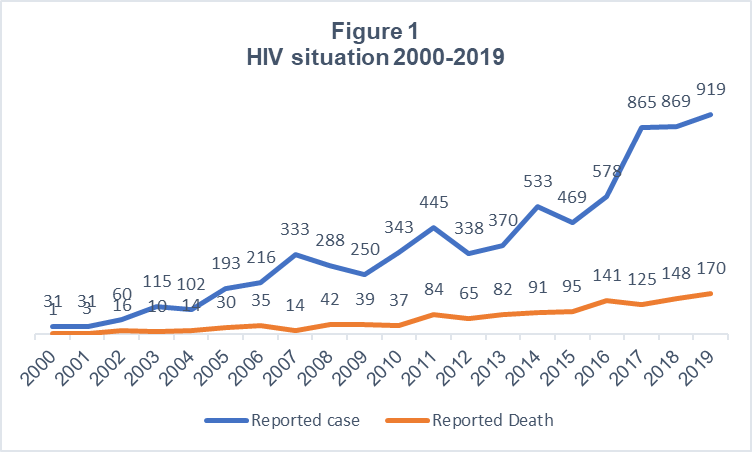 Figure 1
HIV situation 2000-2019
31 31 60 115 102 193 216 333 288 250 343 445 338 370 533 469 578 865 869 919
1 3 16 10 14 30 35 14 42 39 37 84 65 82 91 95 141 125 148 170
2000 2001 2002 2003 2004 2005 2006 2007 2008 2009 2010 2011 2012 2013 2014 2015 2016 2017 2018 2019
Reported case Reported Death